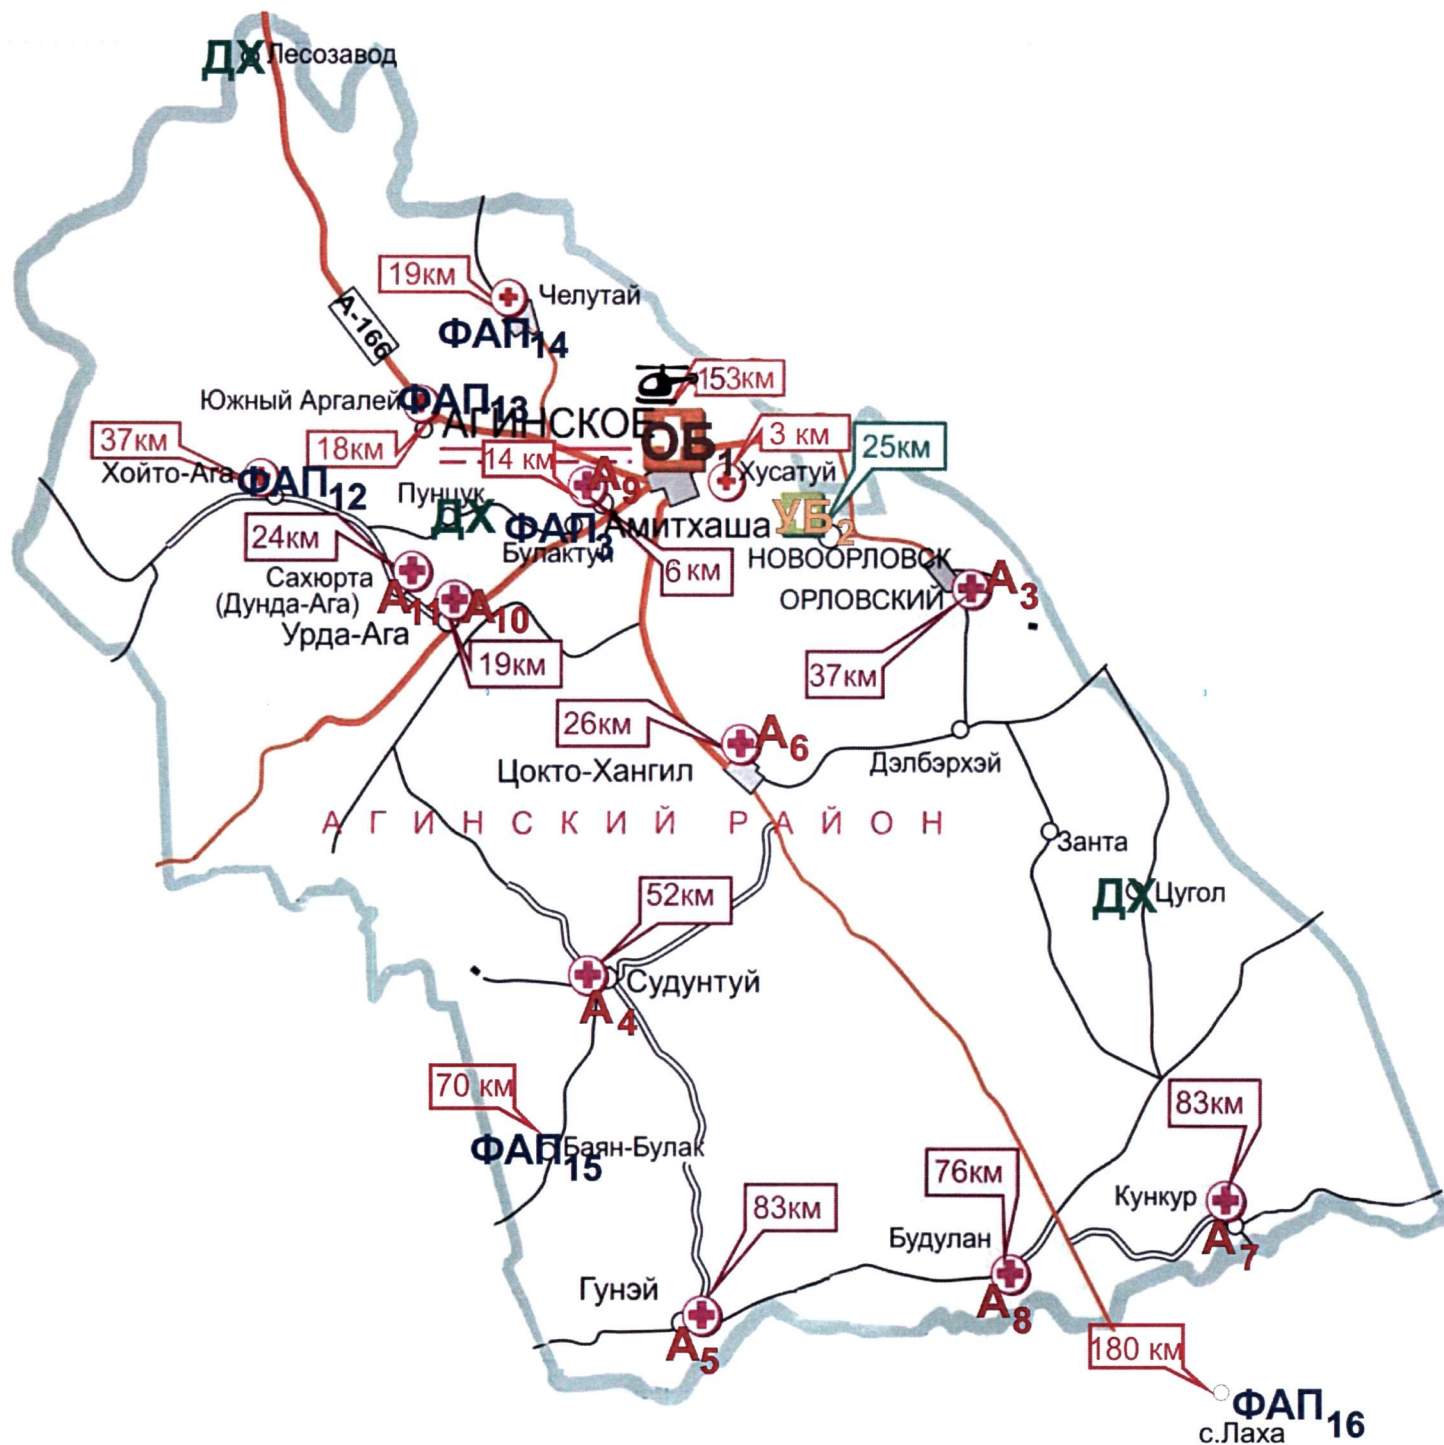 ДХ Лесозавод
19км
Челутай
ФАП14
А-166
153км
Южный Аргалей
ФАП13
АГИНСКОЕ
ОБ1
3 км
25км
37км
18км
14 км
Хойто-Ага
ФАП12
А9
Хусатуй
Пунцук
ДХ
ФАП3
Амитхаша
УБ2
24км
Булактуй
НОВООРЛОВСК
6 км
Сахюрта
(Дунда-Ага)
А11
А10
ОРЛОВСКИЙ
А3
Урда-Ага
19км
37км
26км
А6
Цокто-Хангил
Дэлбэрхэй
АГИНСКИЙ РАЙОН
Занта
52км
ДХ Цугол
Судунтуй
А4
70 км
83км
ФАП15
Баян-Булак
76км
83км
Кункур
А7
Будулан
Гунэй
А8
А5
180 км
ФАП16
с.Лаха